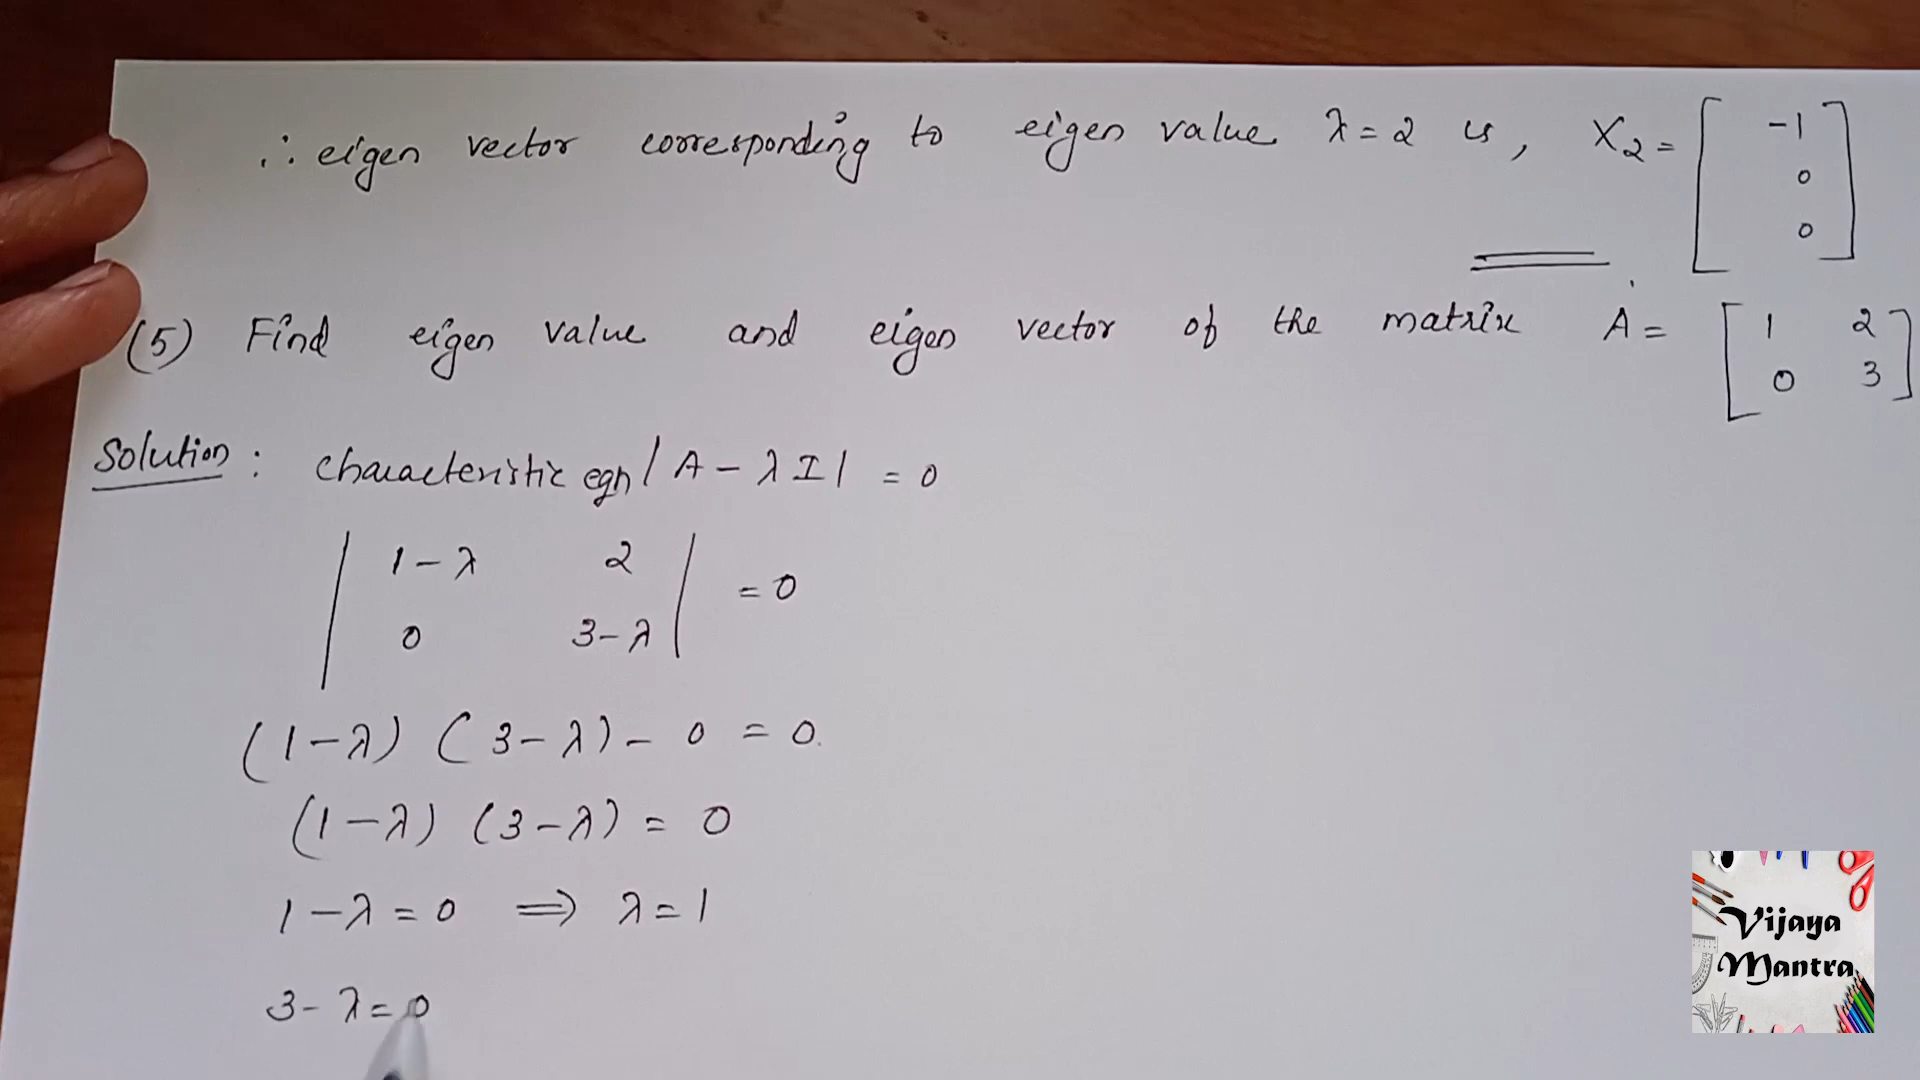 ∴ eigen vector corresponding to eigen value λ = 2 is, X₂ = [ -1 0 0 ]
(5) Find eigen value and eigen vector of the matrix A = [ 1 2
0 3 ]
Solution : characteristic eqn | A - λ I | = 0
| 1-λ 2 | = 0
| 0 3-λ |
(1-λ) (3-λ) - 0 = 0.
(1-λ) (3-λ) = 0
1-λ = 0 ⟹ λ = 1
3-λ = 0
Vijaya
Mantra